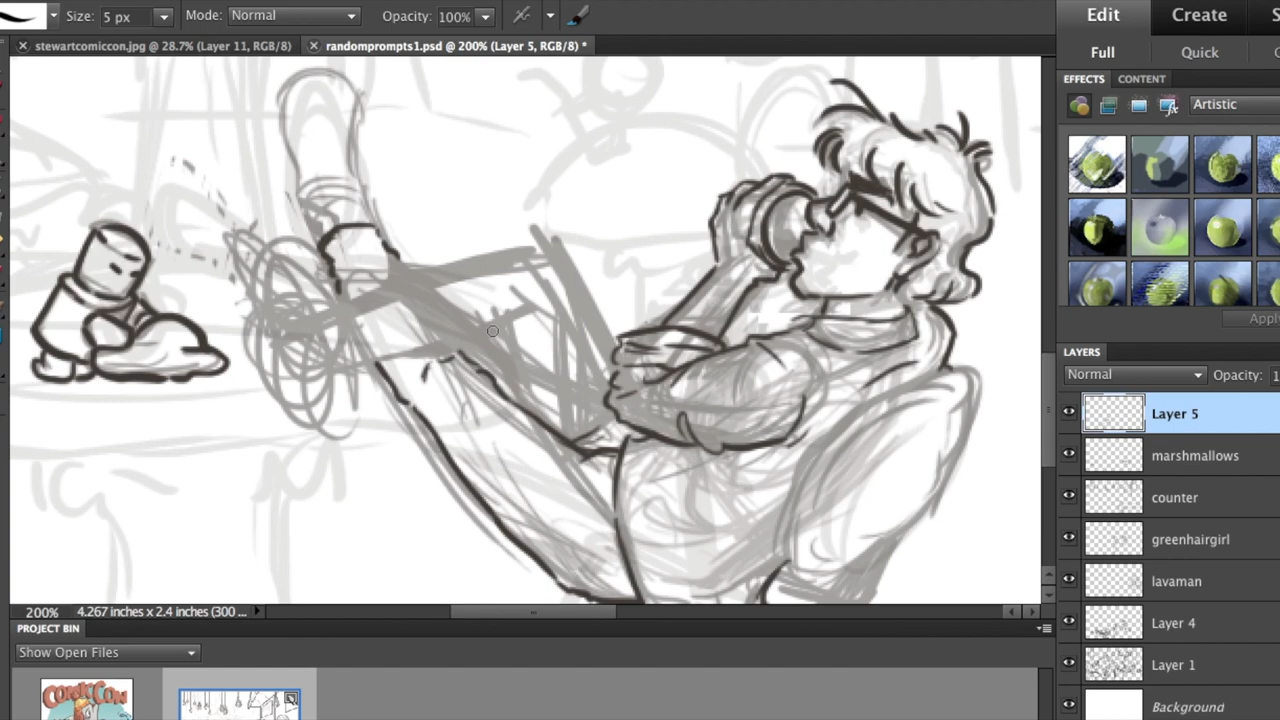 Size: 5 px Mode: Normal Opacity: 100% Edit Create
stewartcomiccon.jpg @ 28.7% (Layer 11, RGB/8) randomprompts1.psd @ 200% (Layer 5, RGB/8) *
Full Quick
EFFECTS CONTENT
Artistic
Apply
LAYERS
Normal Opacity: 1
Layer 5
marshmallows
counter
greenhairgirl
lavaman
Layer 4
Layer 1
Background
200% 4.267 inches x 2.4 inches (300 ...
PROJECT BIN
Show Open Files
COMIC CON